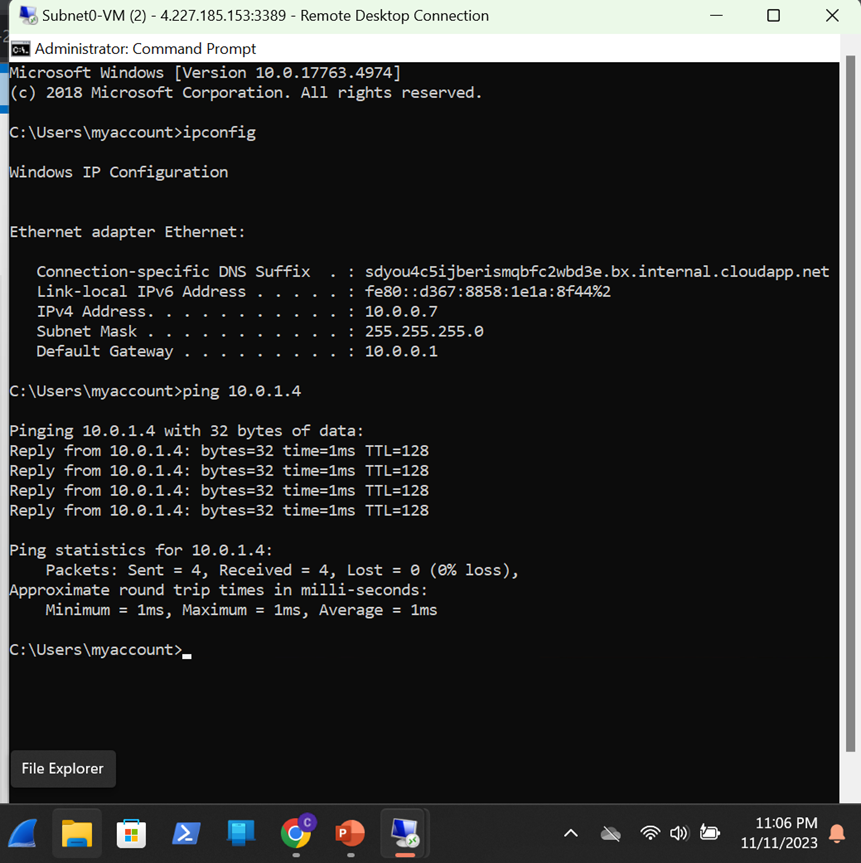 Subnet0-VM (2) - 4.227.185.153:3389 - Remote Desktop Connection
Administrator: Command Prompt
Microsoft Windows [Version 10.0.17763.4974]
(c) 2018 Microsoft Corporation. All rights reserved.
C:\Users\myaccount>ipconfig
Windows IP Configuration
Ethernet adapter Ethernet:
Connection-specific DNS Suffix  . : sdyou4c5ijberismqbfc2wbd3e.bx.internal.cloudapp.net
Link-local IPv6 Address . . . . . : fe80::d367:8858:1e1a:8f44%2
IPv4 Address. . . . . . . . . . . : 10.0.0.7
Subnet Mask . . . . . . . . . . . : 255.255.255.0
Default Gateway . . . . . . . . . : 10.0.0.1
C:\Users\myaccount>ping 10.0.1.4
Pinging 10.0.1.4 with 32 bytes of data:
Reply from 10.0.1.4: bytes=32 time=1ms TTL=128
Reply from 10.0.1.4: bytes=32 time=1ms TTL=128
Reply from 10.0.1.4: bytes=32 time=1ms TTL=128
Reply from 10.0.1.4: bytes=32 time=1ms TTL=128
Ping statistics for 10.0.1.4:
Packets: Sent = 4, Received = 4, Lost = 0 (0% loss),
Approximate round trip times in milli-seconds:
Minimum = 1ms, Maximum = 1ms, Average = 1ms
C:\Users\myaccount>
File Explorer
C
P
11:06 PM
11/11/2023